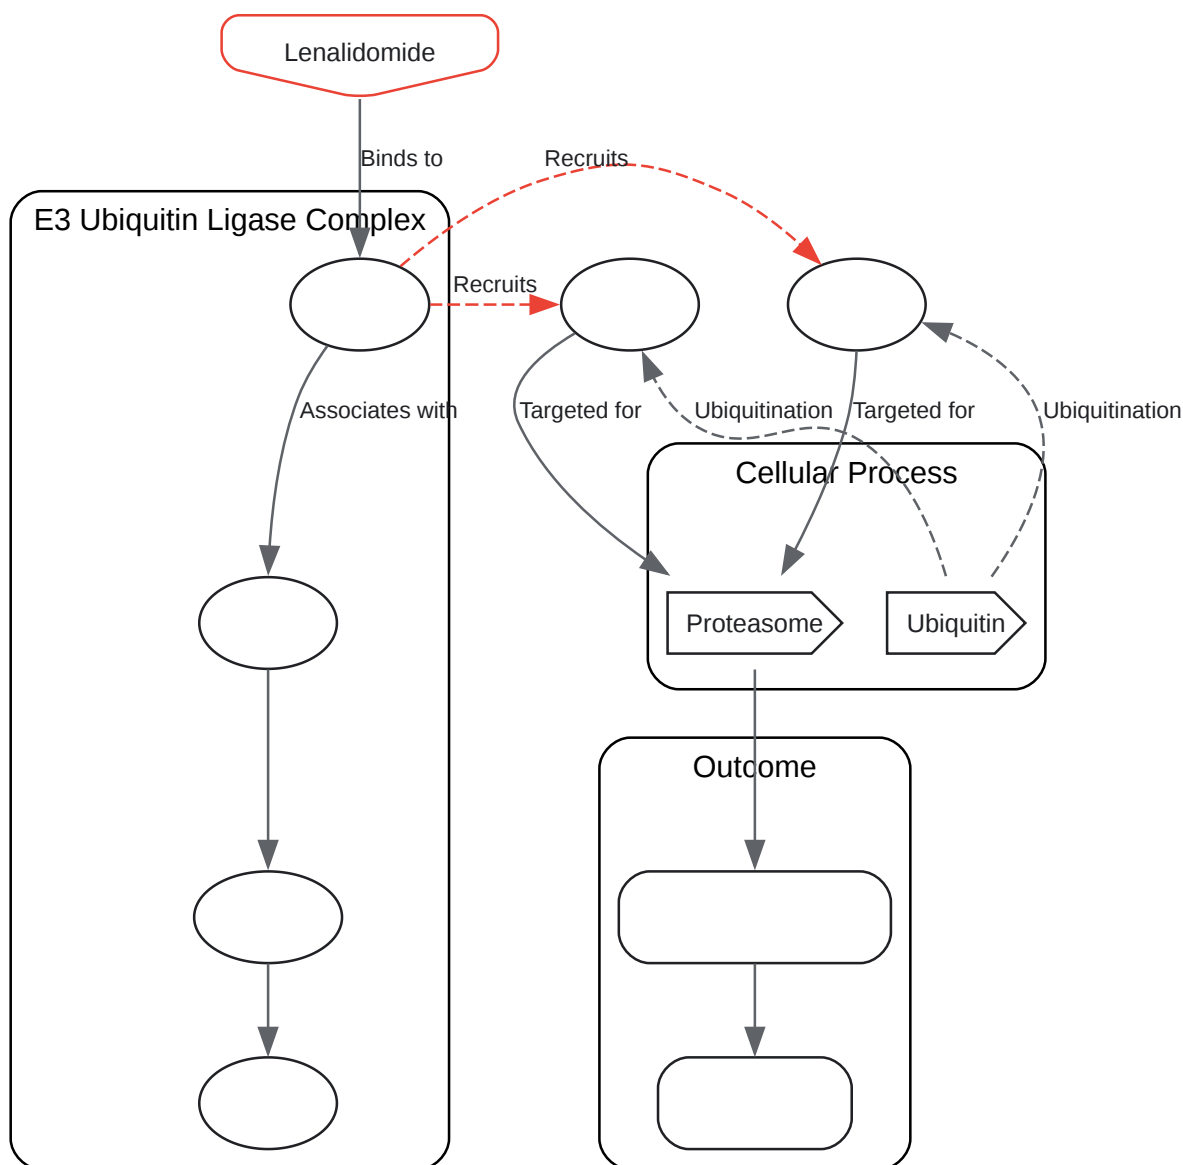 Lenalidomide
Binds to
Recruits
E3 Ubiquitin Ligase Complex
Recruits
Associates with
Targeted for
Ubiquitination
Targeted for
Ubiquitination
Cellular Process
Proteasome
Ubiquitin
Outcome